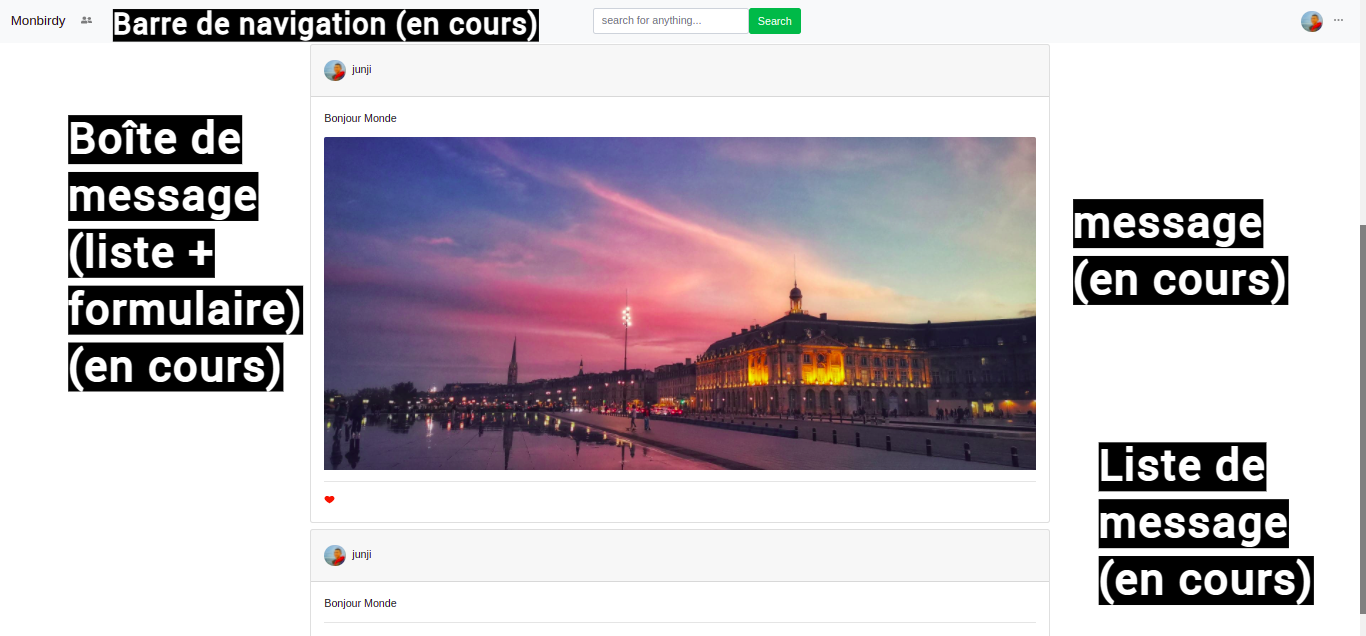 Monbirdy
Barre de navigation (en cours)
search for anything...
Search
junji
Bonjour Monde
Boîte de
message
(liste +
formulaire)
(en cours)
message
(en cours)
Liste de
message
(en cours)
junji
Bonjour Monde